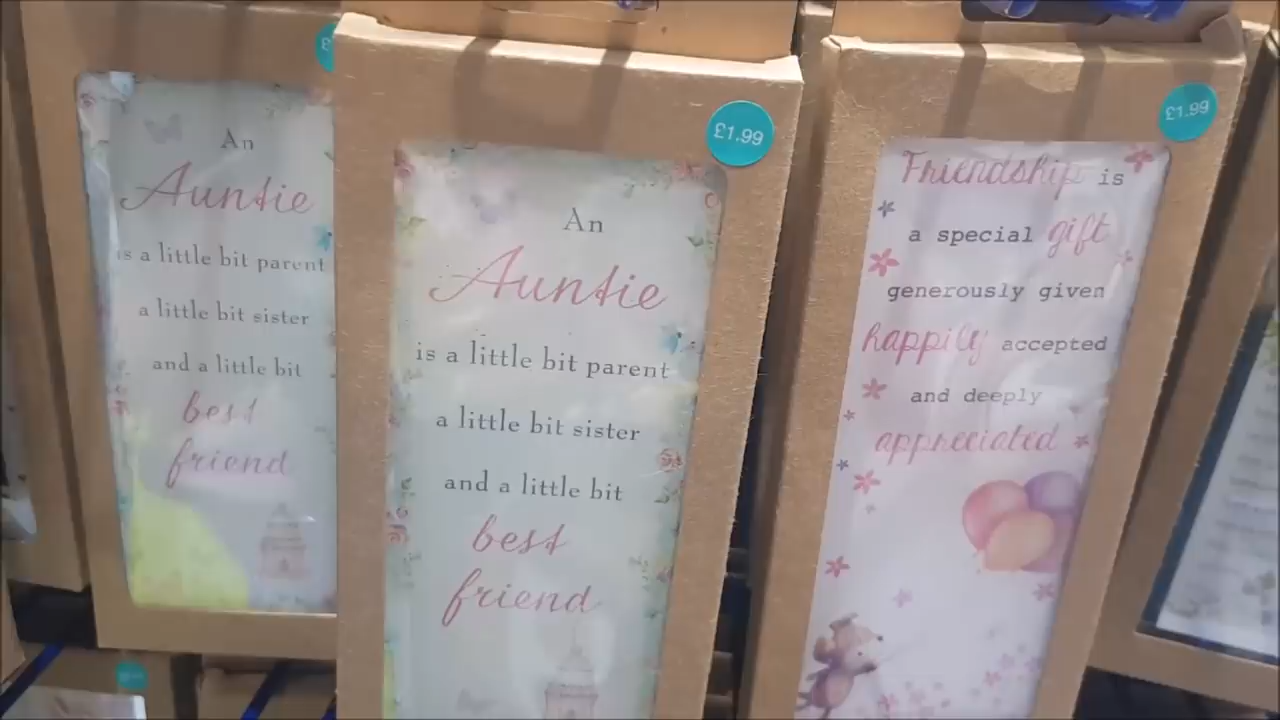 £
An
Auntie
is a little bit parent
a little bit sister
and a little bit
best
friend
£1.99
An
Auntie
is a little bit parent
a little bit sister
and a little bit
best
friend
£1.99
Friendship is
a special gift
generously given
happily accepted
and deeply
appreciated